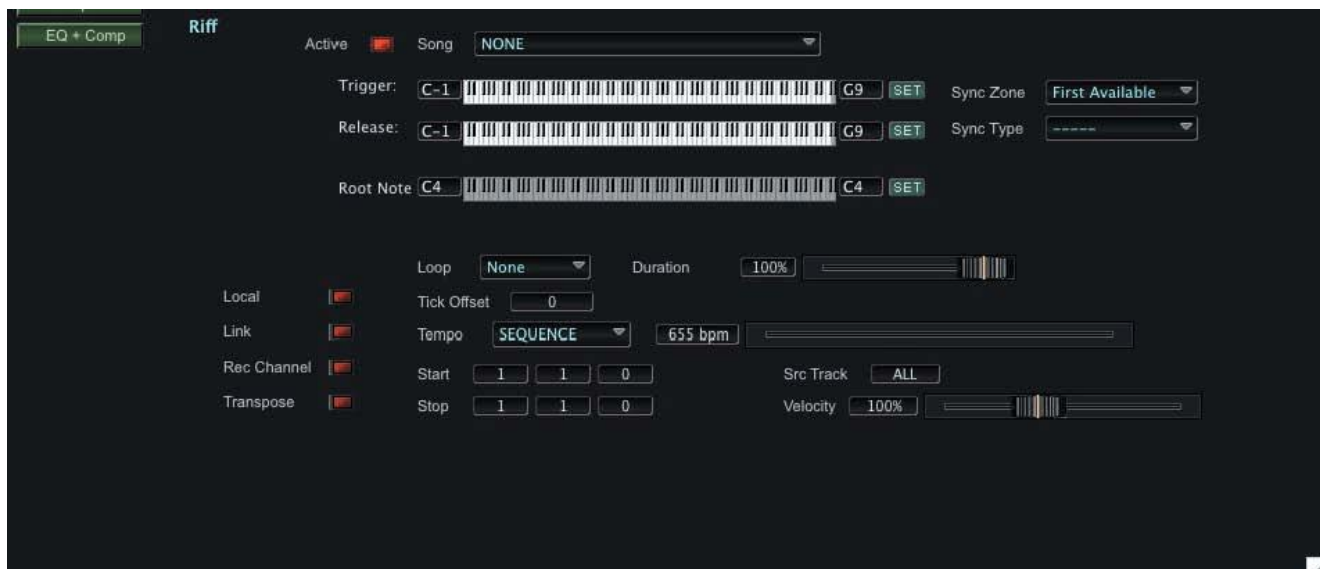 EQ + Comp
Riff
Active Song NONE
Trigger: C-1 G9 SET Sync Zone First Available
Release: C-1 G9 SET Sync Type -----
Root Note C4 C4 SET
Loop None Duration 100%
Local Tick Offset 0
Link Tempo SEQUENCE 655 bpm
Rec Channel Start 1 1 0 Src Track ALL
Transpose Stop 1 1 0 Velocity 100%